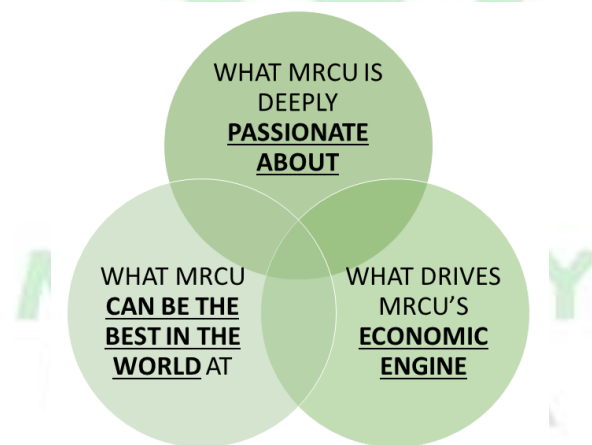 WHAT MRCU IS
DEEPLY
PASSIONATE
ABOUT
WHAT MRCU
CAN BE THE
BEST IN THE
WORLD AT
WHAT DRIVES
MRCU'S
ECONOMIC
ENGINE